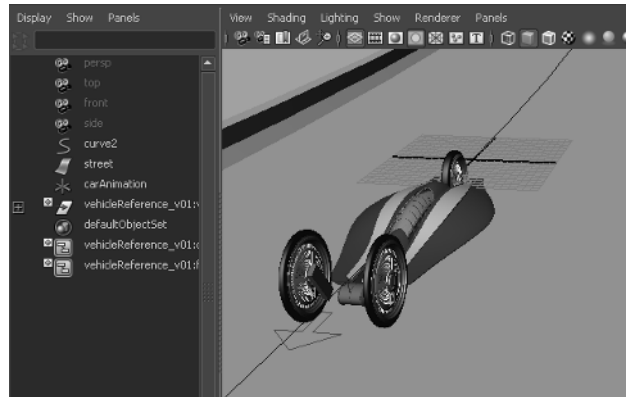 Display Show Panels
View Shading Lighting Show Renderer Panels
persp
top
front
side
curve2
street
carAnimation
vehicleReference_v01:
defaultObjectSet
vehicleReference_v01:
vehicleReference_v01:f